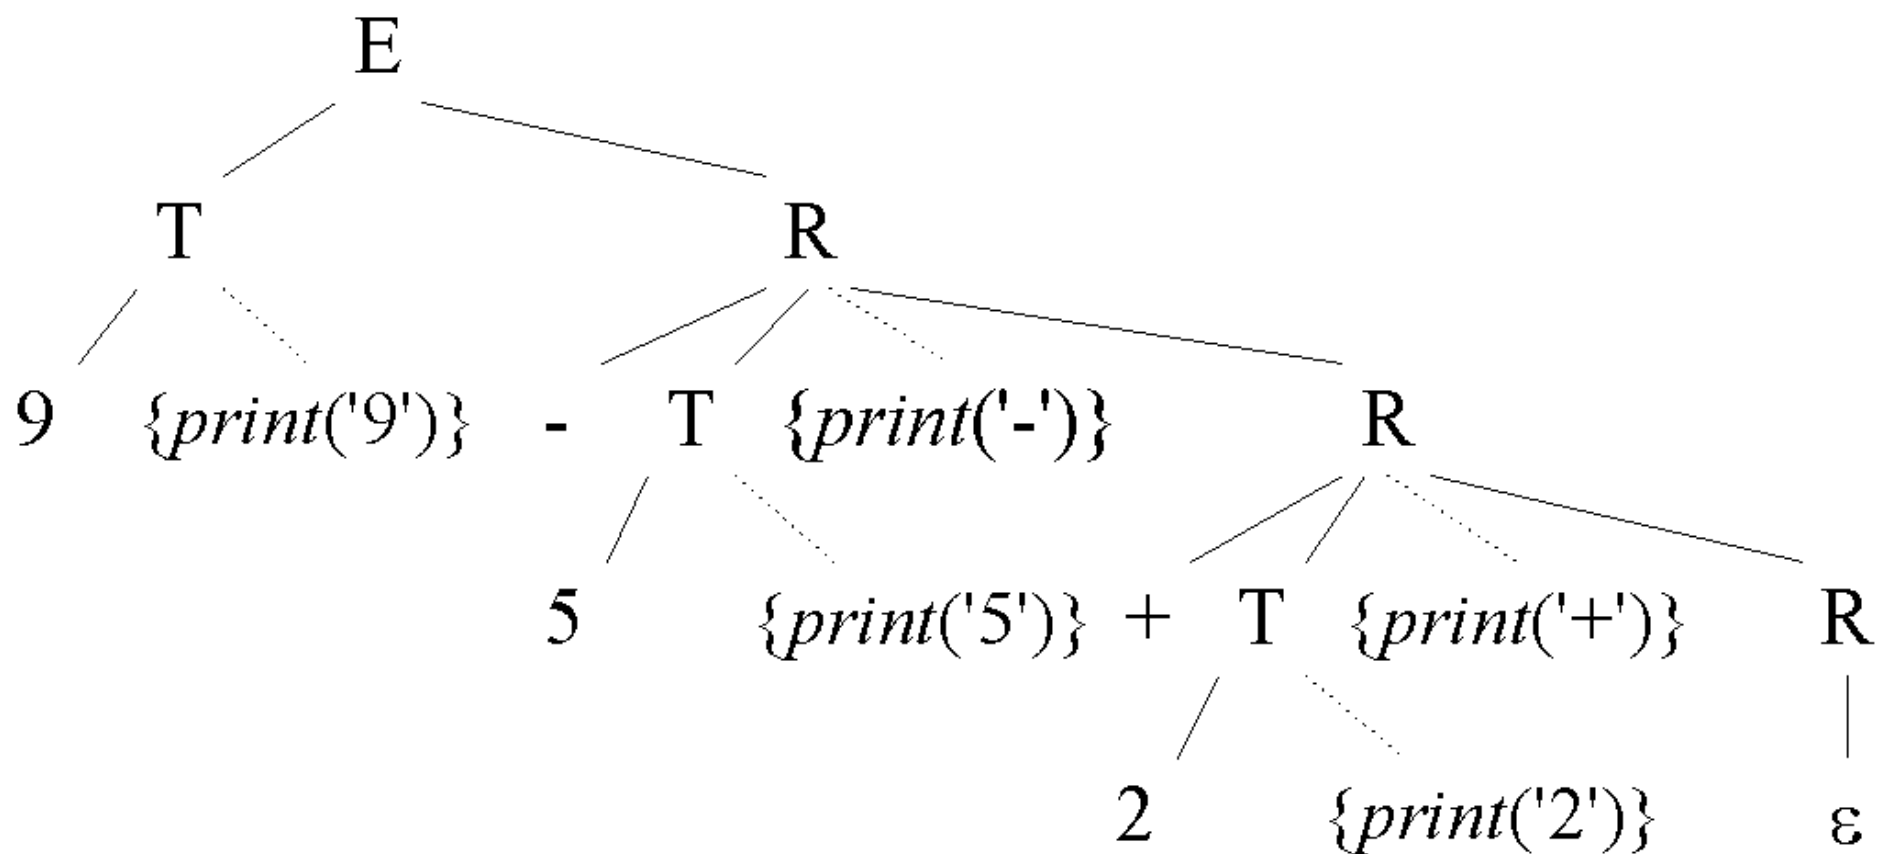 E
T R
9 {print('9')} - T {print('-')} R
5 {print('5')} + T {print('+')} R
2 {print('2')} ε